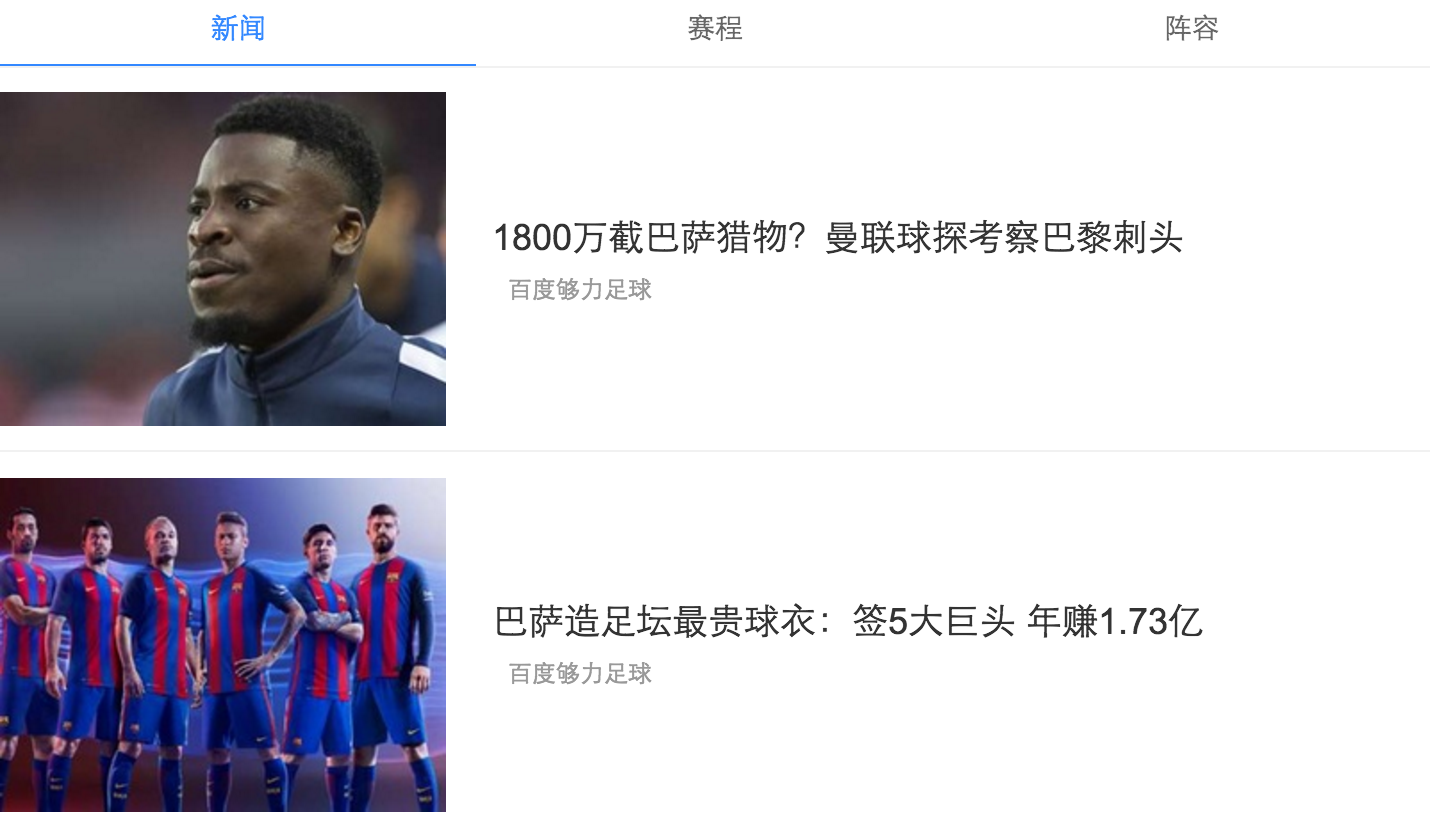 新闻 赛程 阵容
1800万截巴萨猎物？曼联球探考察巴黎刺头
百度够力足球
巴萨造足坛最贵球衣：签5大巨头 年赚1.73亿
百度够力足球